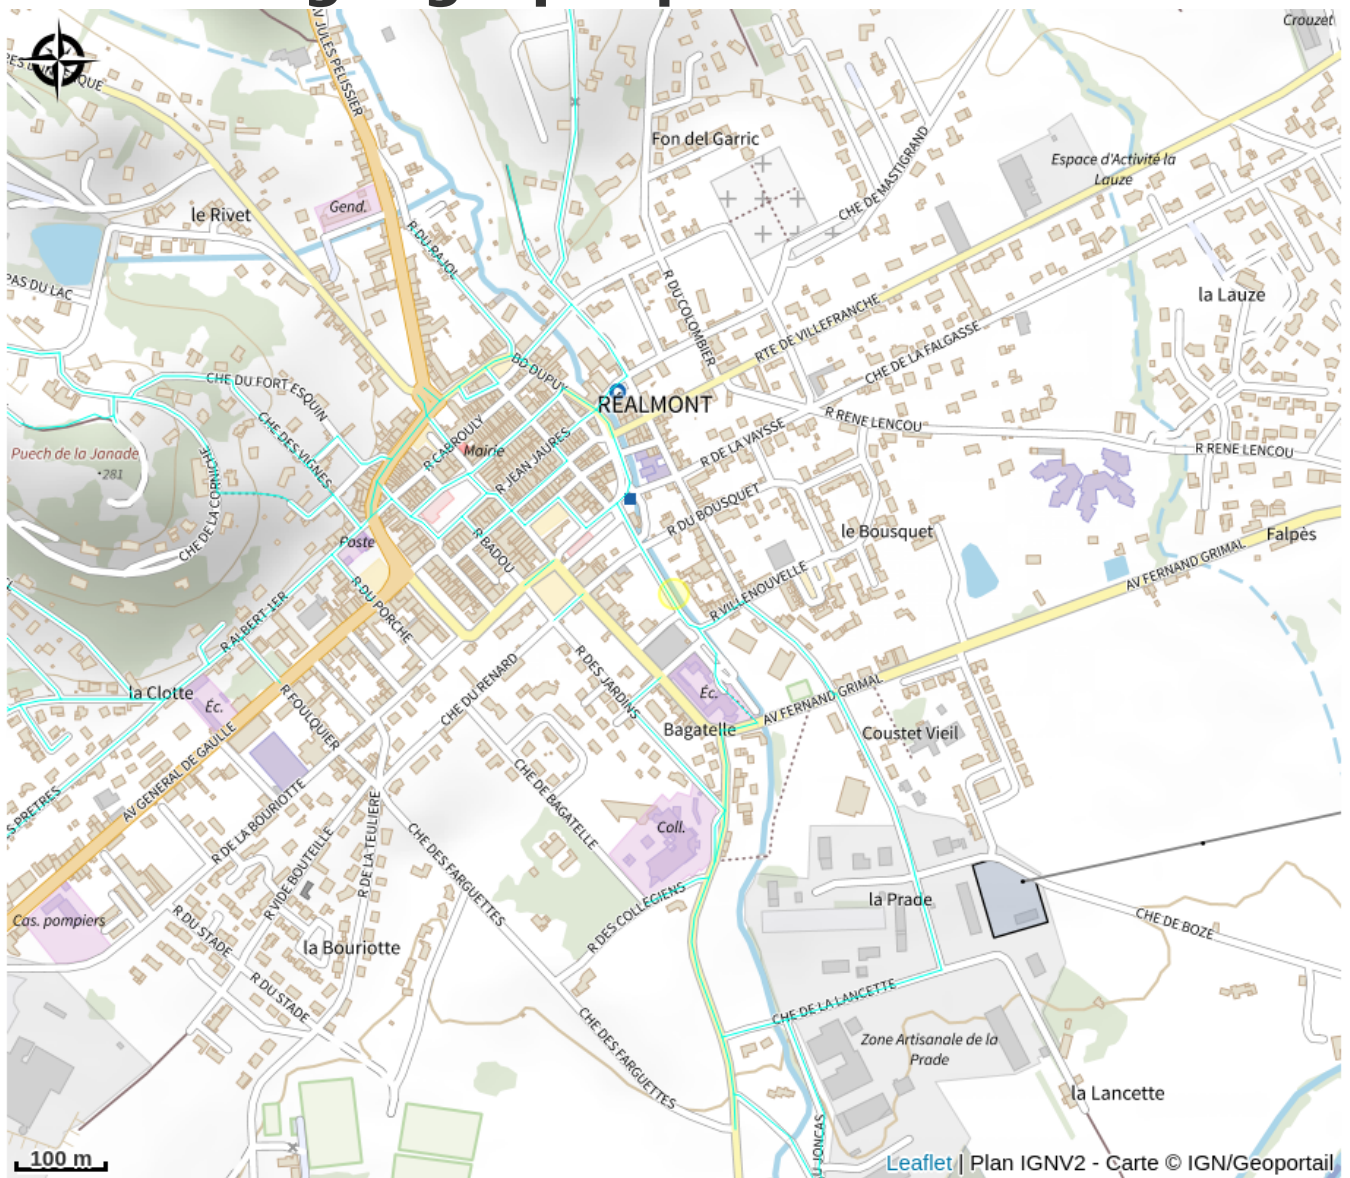 Crouzet
AV JULES PELISSIER
Fon del Garric
Espace d'Activité la
Lauze
CHE DE MASTIGRAND
Gend.
le Rivet
R DU RAJOL
PAS DU LAC
R DU COLOMBIER
la Lauze
RTE DE VILLEFRANCHE
CHE DE LA FALGASSE
BD DUPUY
CHE DU FORT ESQUIN
REALMONT
CHE DES VIGNES
R CABROULY
Mairie
R JEAN JAURES
R DE LA VAYSSE
R RENE LENCOU
R RENE LENCOU
Puech de la Janade
281
CHE DE LA CORNICHE
R DU BOUSQUET
le Bousquet
Falpès
Poste
R BADOU
AV FERNAND GRIMAL
R DU PORCHE
R ALBERT 1ER
R VILLENOUVELLE
la Clotte
Éc.
R FOULQUIER
CHE DU RENARD
R DES JARDINS
Éc.
Bagatelle
AV FERNAND GRIMAL
Coustet Vieil
AV GENERAL DE GAULLE
S PRETRES
R DE LA BOURIOTTE
CHE DE BAGATELLE
Coll.
R VIDE BOUTEILLE
R DE LA TEULIERE
CHE DES FARGUETTES
la Prade
Cas. pompiers
R DU STADE
la Bouriotte
R DES COLLEGIENS
CHE DE BOZE
R DU STADE
CHE DE LA LANCETTE
CHE DES FARGUETTES
Zone Artisanale de la
Prade
la Lancette
U JONCAS
100 m
Leaflet | Plan IGNV2 - Carte © IGN/Geoportail